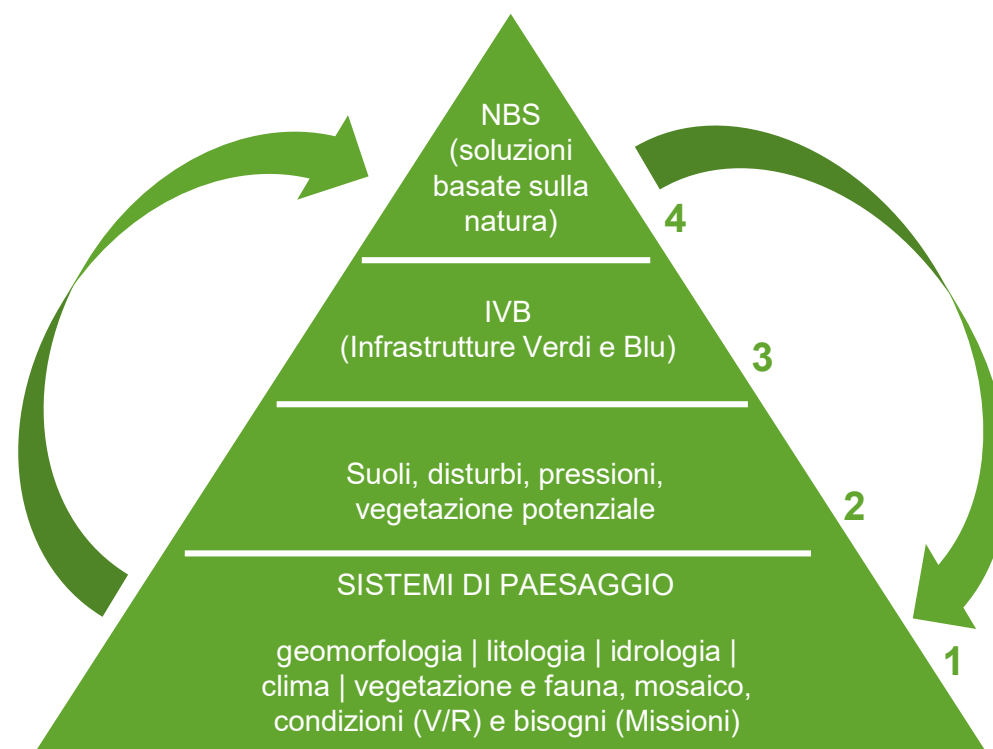 NBS
(soluzioni
basate sulla
natura)
4
IVB
(Infrastrutture Verdi e Blu)
3
Suoli, disturbi, pressioni,
vegetazione potenziale
2
SISTEMI DI PAESAGGIO
geomorfologia | litologia | idrologia |
clima | vegetazione e fauna, mosaico,
condizioni (V/R) e bisogni (Missioni)
1